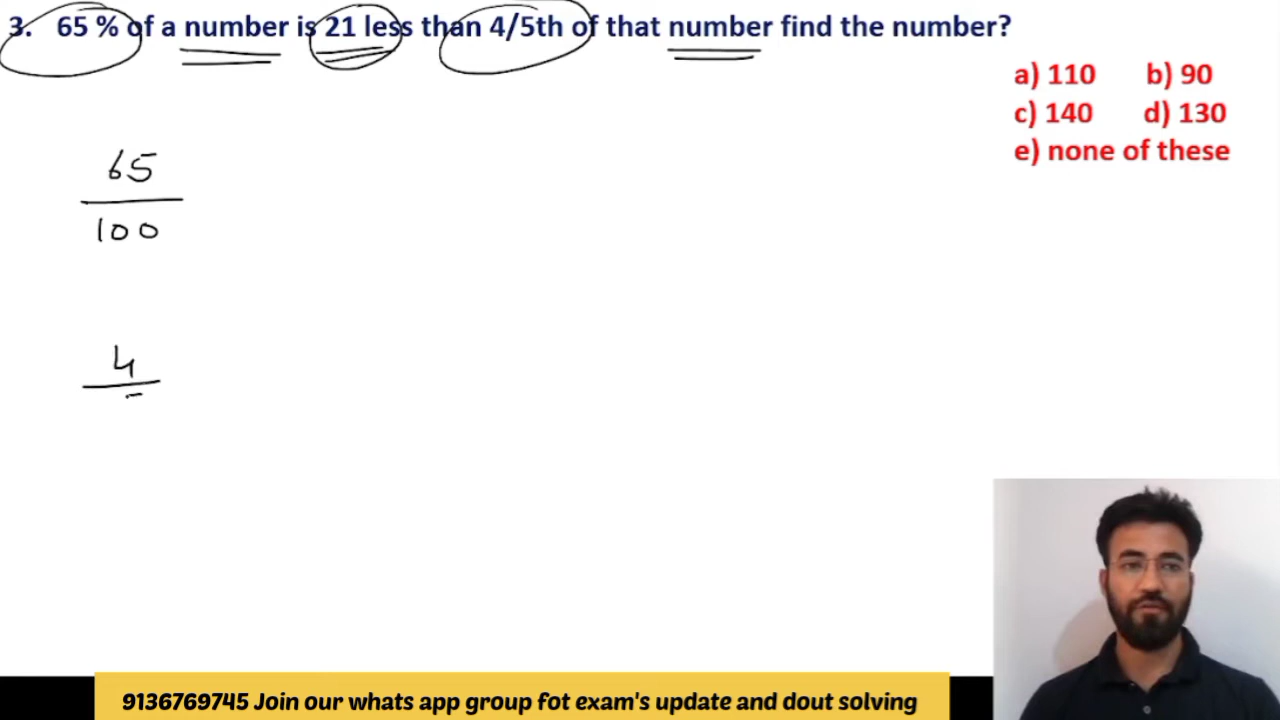 3. 65 % of a number is 21 less than 4/5th of that number find the number?
a) 110 b) 90
c) 140 d) 130
e) none of these
65
100
4
9136769745 Join our whats app group fot exam's update and dout solving